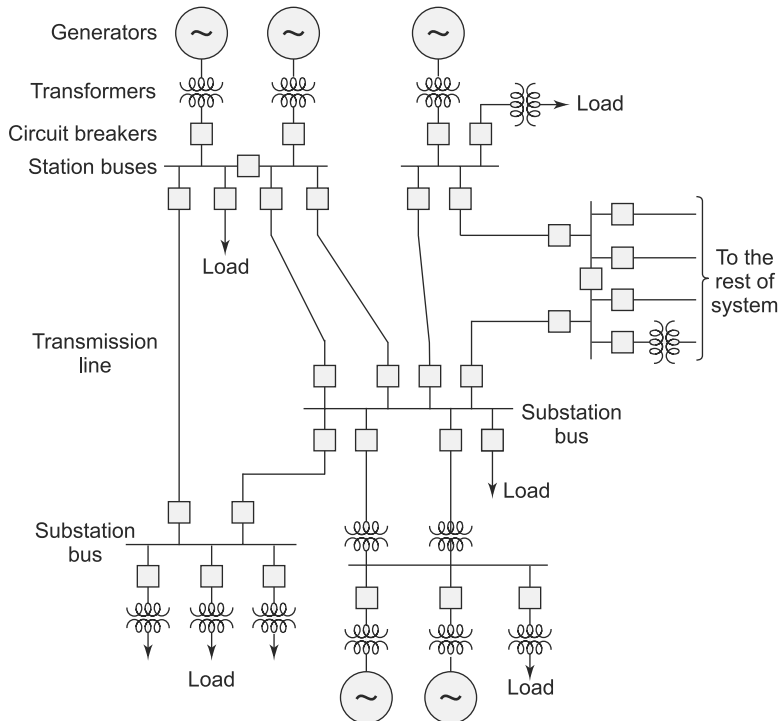 Generators
Transformers
Load
Circuit breakers
Station buses
Load
To the
rest of
system
Transmission
line
Substation
bus
Load
Substation
bus
Load
Load